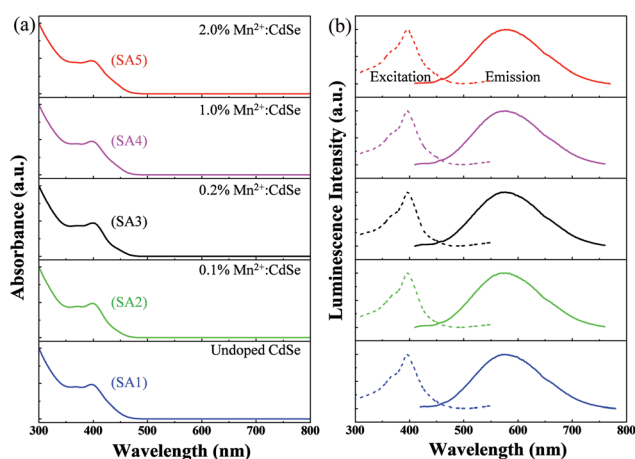 (a)
2.0% Mn²⁺:CdSe
(SA5)
1.0% Mn²⁺:CdSe
(SA4)
0.2% Mn²⁺:CdSe
(SA3)
0.1% Mn²⁺:CdSe
(SA2)
Undoped CdSe
(SA1)
Absorbance (a.u.)
300 400 500 600 700 800
Wavelength (nm)
(b)
Excitation Emission
Luminescence Intensity (a.u.)
300 400 500 600 700 800
Wavelength (nm)